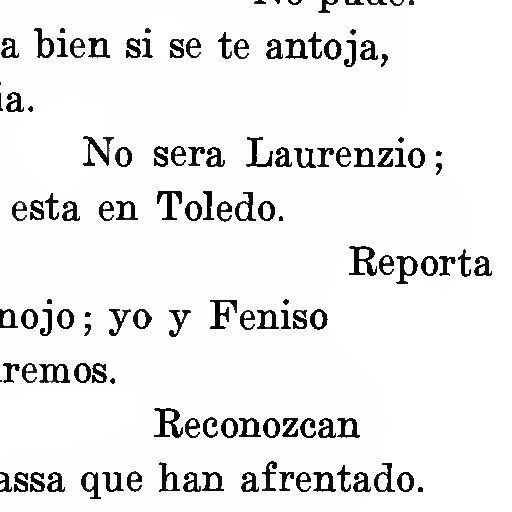 No pude.
a bien si se te antoja,
ia.
No sera Laurenzio;
esta en Toledo.
Reporta
nojo; yo y Feniso
remos.
Reconozcan
assa que han afrentado.